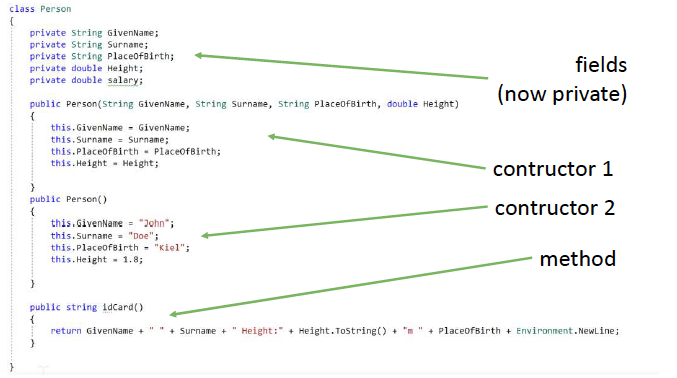 class Person
{
private String GivenName;
private String Surname;
private String PlaceOfBirth;
private double Height;
private double salary;
fields
(now private)
public Person(String GivenName, String Surname, String PlaceOfBirth, double Height)
{
this.GivenName = GivenName;
this.Surname = Surname;
this.PlaceOfBirth = PlaceOfBirth;
this.Height = Height;
}
contructor 1
public Person()
{
this.GivenName = "John";
this.Surname = "Doe";
this.PlaceOfBirth = "Kiel";
this.Height = 1.8;
}
contructor 2
method
public string idCard()
{
return GivenName + " " + Surname + " Height:" + Height.ToString() + "m " + PlaceOfBirth + Environment.NewLine;
}
}